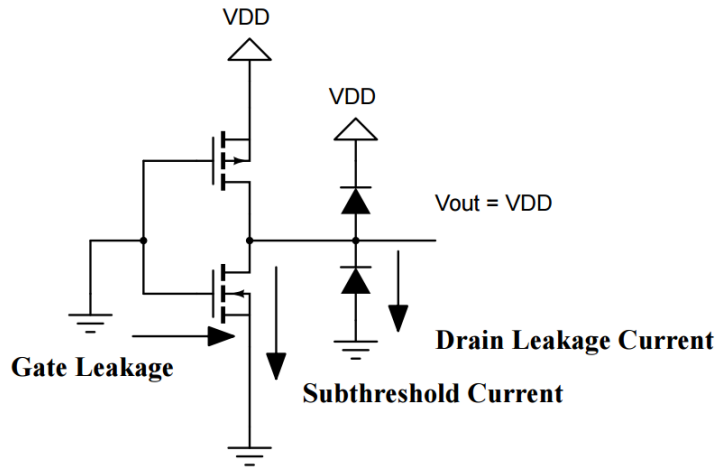 VDD
VDD
Vout = VDD
Drain Leakage Current
Gate Leakage
Subthreshold Current